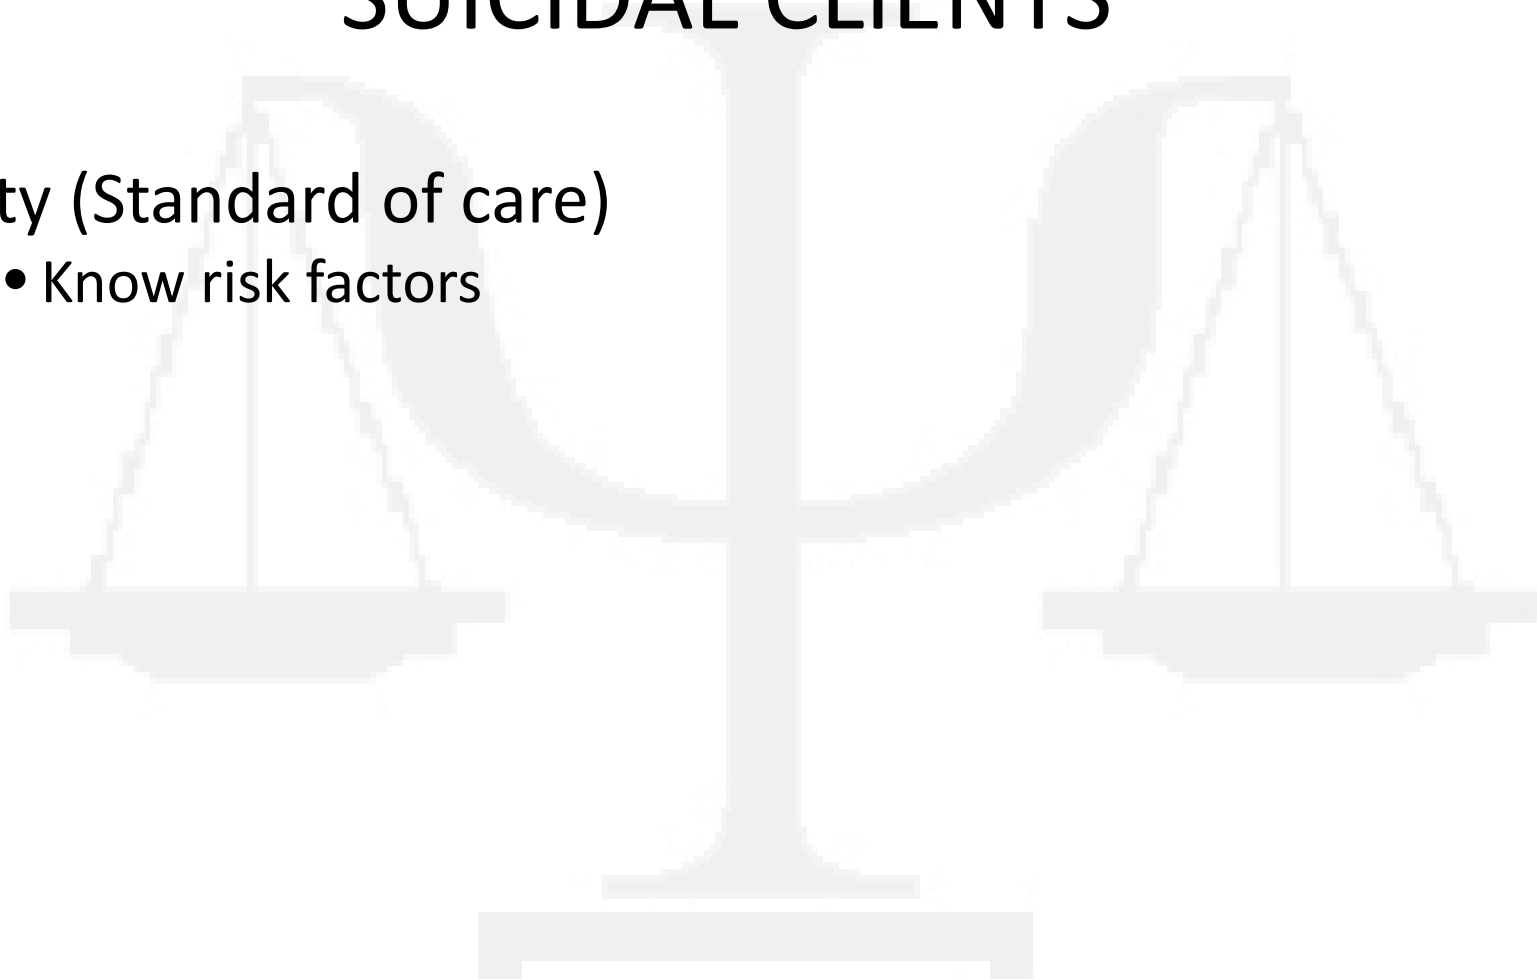 SUICIDAL CLIENTS
ty (Standard of care)
• Know risk factors